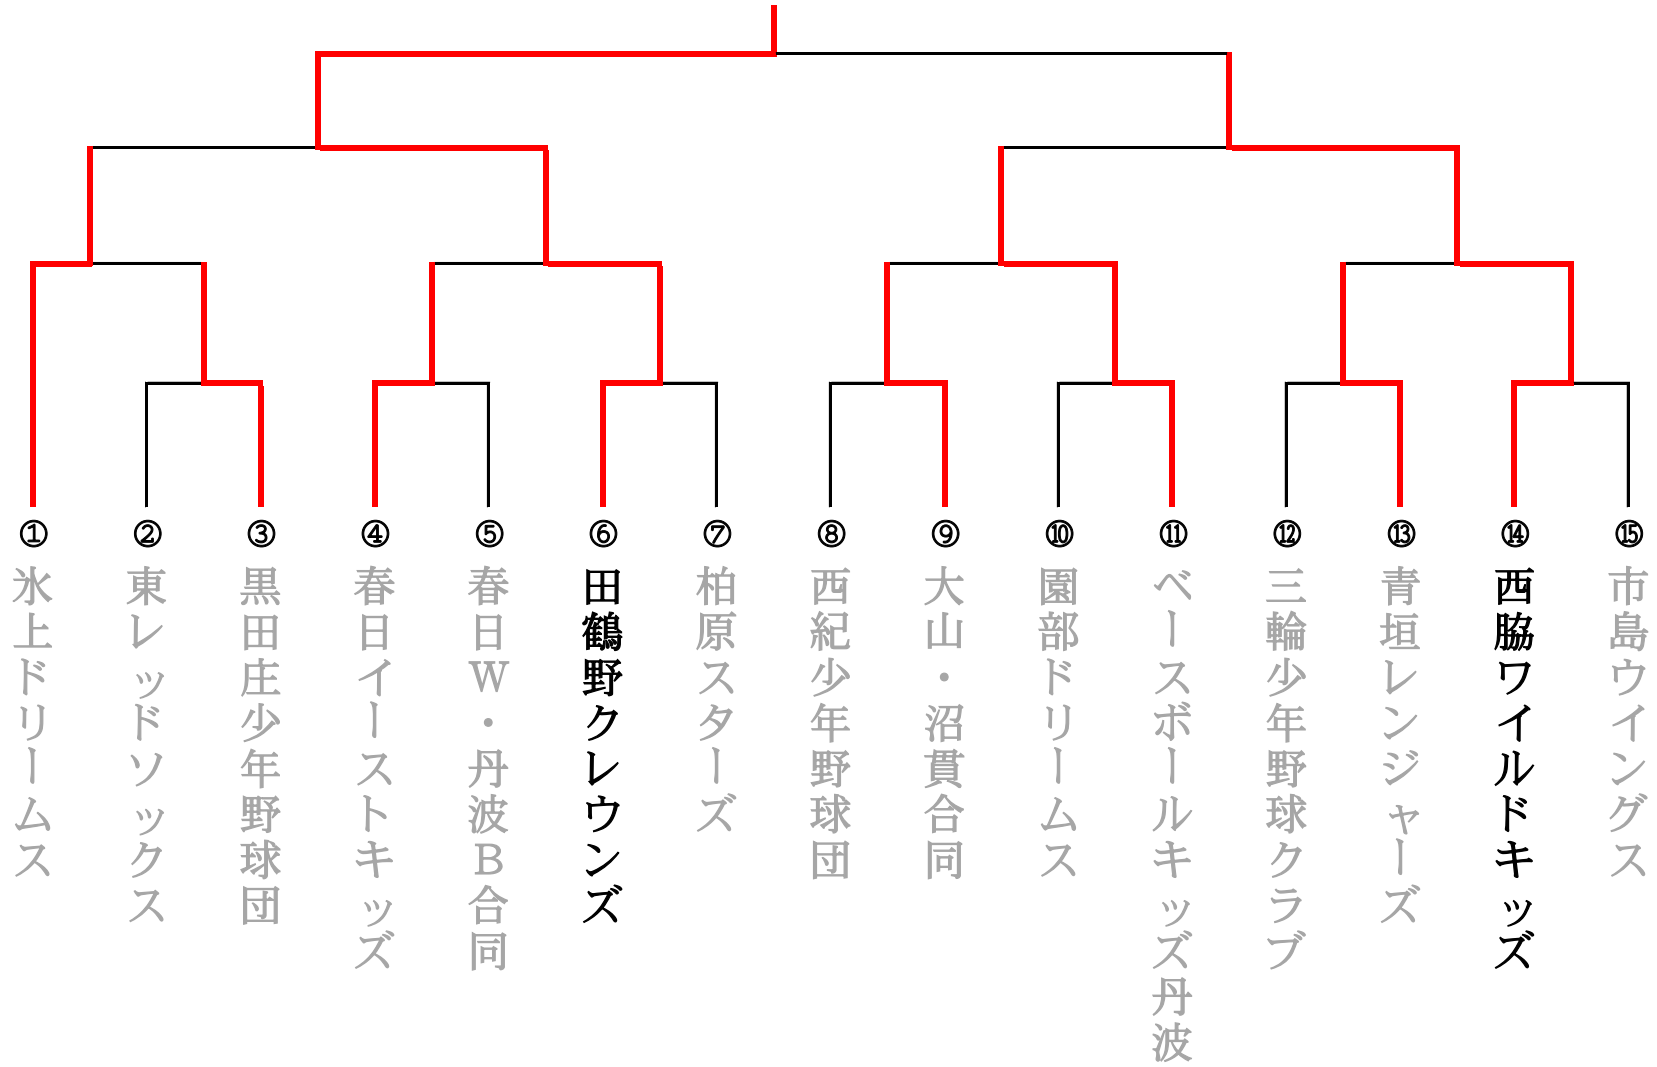 ①
氷上ドリームス
②
東レッドソックス
③
黒田庄少年野球団
④
春日イーストキッズ
⑤
春日W・丹波B合同
⑥
田鶴野クレウンズ
⑦
柏原スターズ
⑧
西紀少年野球団
⑨
大山・沼貫合同
⑩
園部ドリームス
⑪
ベースボールキッズ丹波
⑫
三輪少年野球クラブ
⑬
青垣レンジャーズ
⑭
西脇ワイルドキッズ
⑮
市島ウイングス